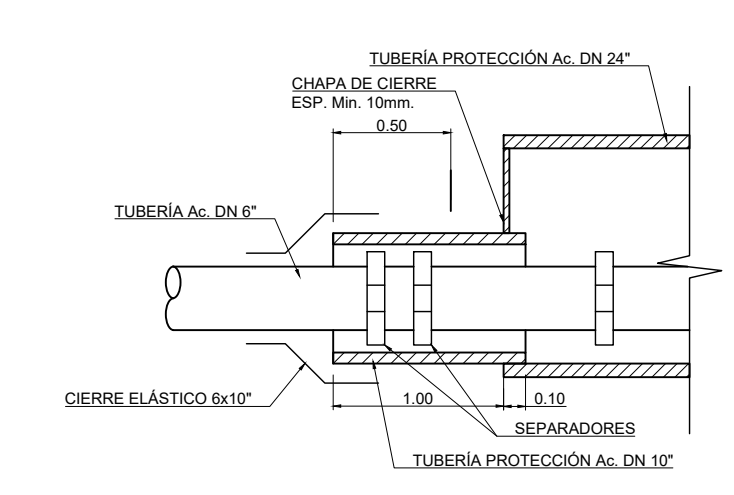 TUBERÍA PROTECCIÓN Ac. DN 24"
CHAPA DE CIERRE
ESP. Min. 10mm.
0.50
TUBERÍA Ac. DN 6"
CIERRE ELÁSTICO 6x10"
1.00
0.10
SEPARADORES
TUBERÍA PROTECCIÓN Ac. DN 10"